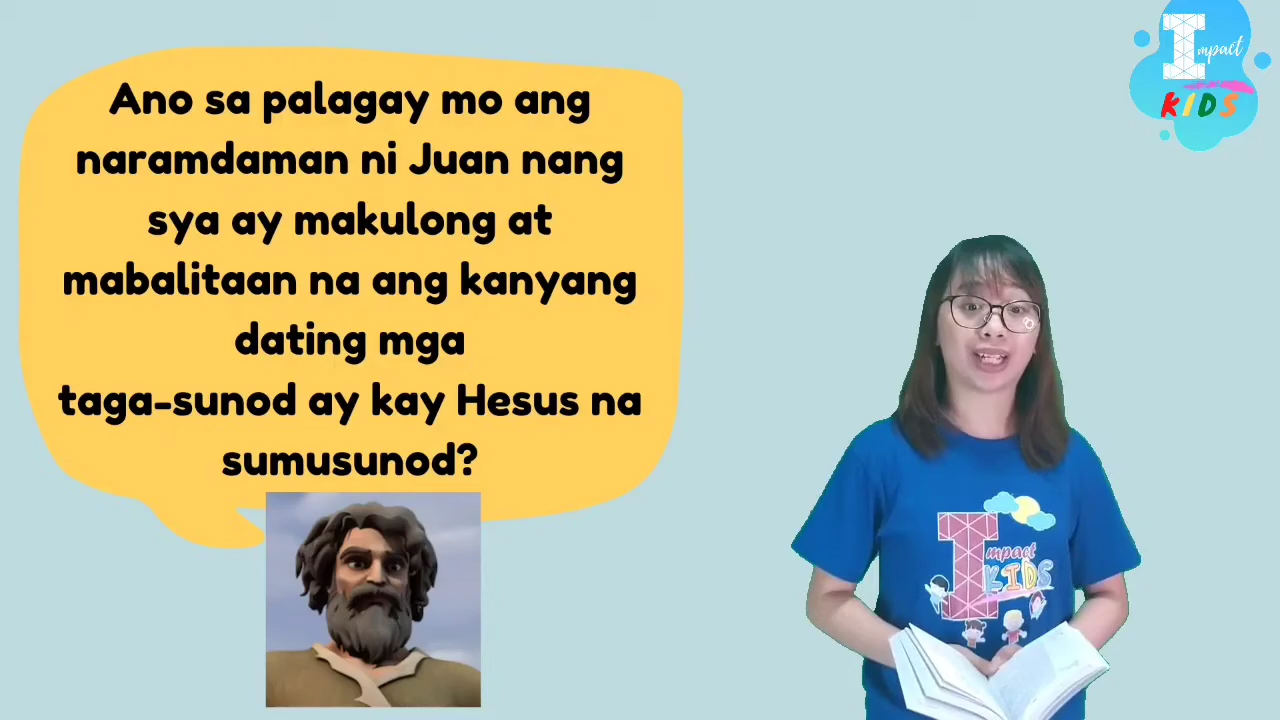 Ano sa palagay mo ang
naramdaman ni Juan nang
sya ay makulong at
mabalitaan na ang kanyang
dating mga
taga-sunod ay kay Hesus na
sumusunod?
Impact
KIDS
Impact
KIDS